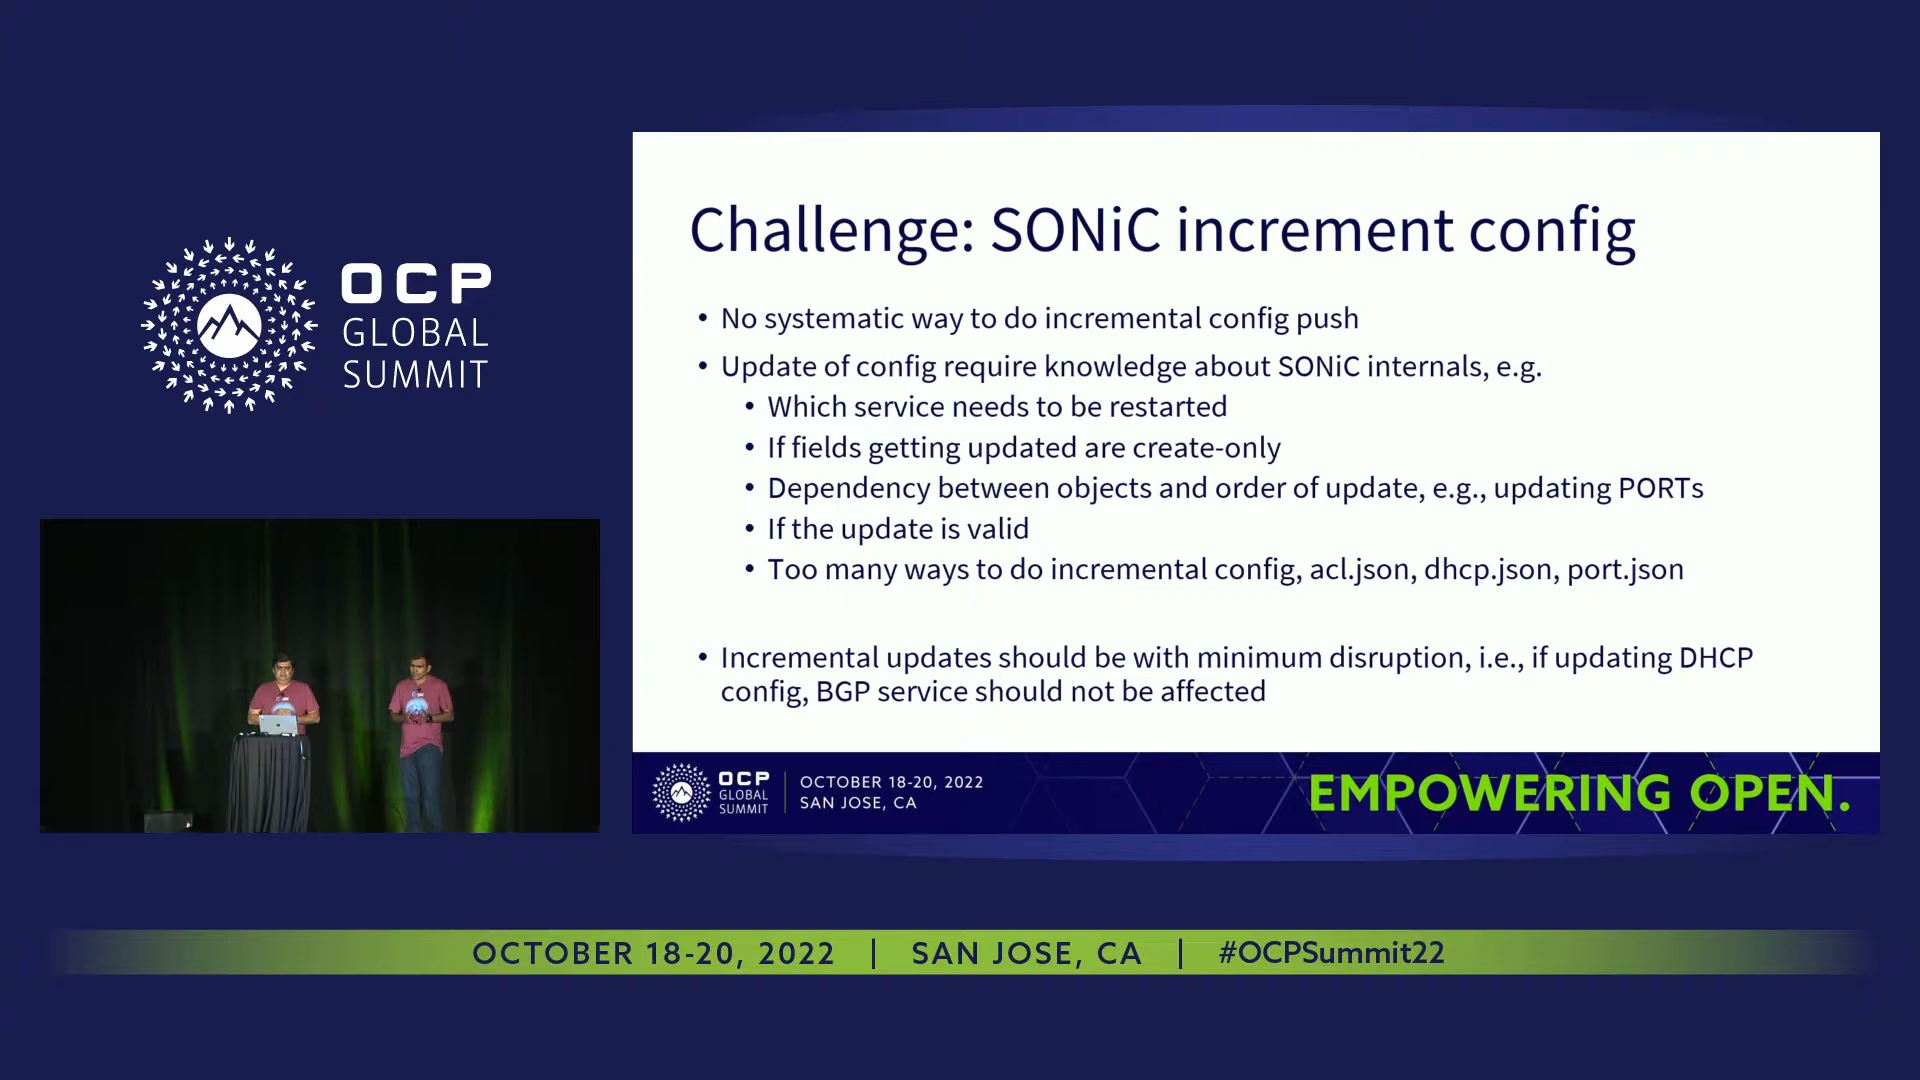 OCP
GLOBAL
SUMMIT
Challenge: SONiC increment config
• No systematic way to do incremental config push
• Update of config require knowledge about SONiC internals, e.g.
• Which service needs to be restarted
• If fields getting updated are create-only
• Dependency between objects and order of update, e.g., updating PORTs
• If the update is valid
• Too many ways to do incremental config, acl.json, dhcp.json, port.json
• Incremental updates should be with minimum disruption, i.e., if updating DHCP
config, BGP service should not be affected
OCP
GLOBAL
SUMMIT
OCTOBER 18-20, 2022
SAN JOSE, CA
EMPOWERING OPEN.
OCTOBER 18-20, 2022 | SAN JOSE, CA | #OCPSummit22